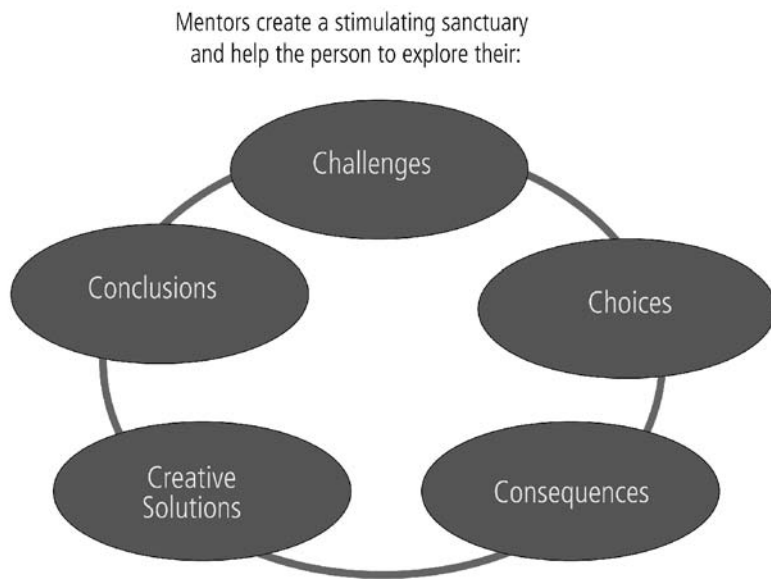 Mentors create a stimulating sanctuary
and help the person to explore their:
Challenges
Choices
Consequences
Creative
Solutions
Conclusions